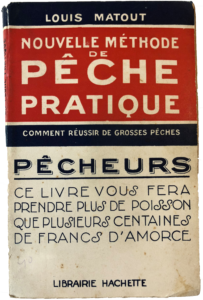 LOUIS MATOUT
NOUVELLE MÉTHODE
DE
PÊCHE
PRATIQUE
COMMENT RÉUSSIR DE GROSSES PÊCHES
PÊCHEURS
CE LIVRE VOUS FERA
PRENDRE PLUS DE POISSON
QUE PLUSIEURS CENTAINES
DE FRANCS D'AMORCE
LIBRAIRIE HACHETTE